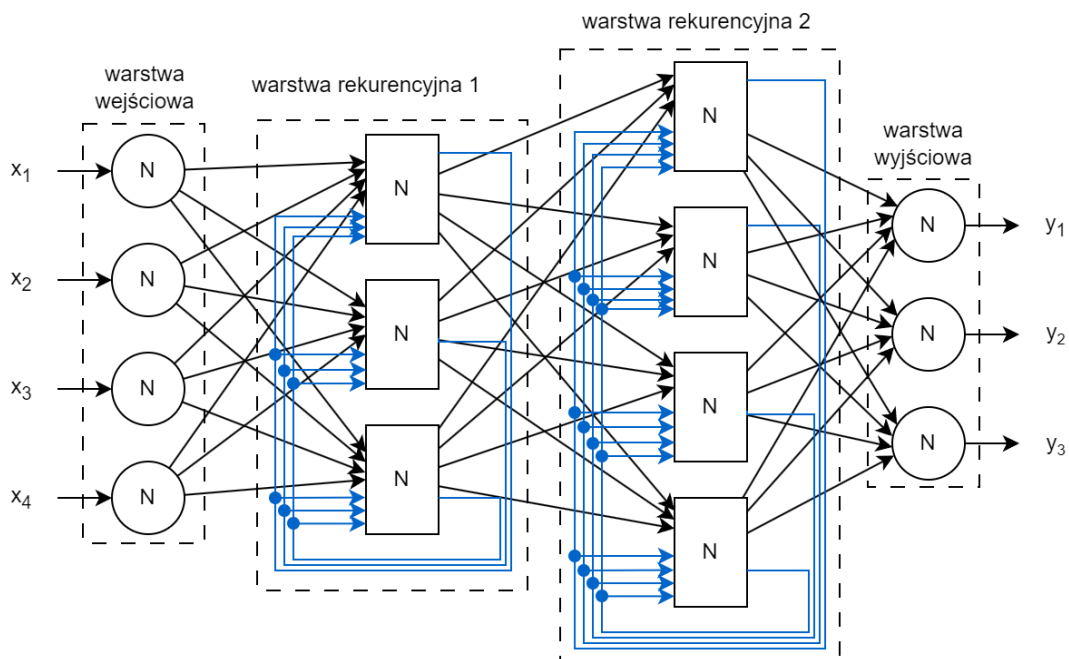 warstwa rekurencyjna 2
warstwa
wejściowa
warstwa rekurencyjna 1
warstwa
wyjściowa
x1
N
N
N
x2
N
N
N
x3
N
N
N
x4
N
N
y1
N
y2
N
y3
N